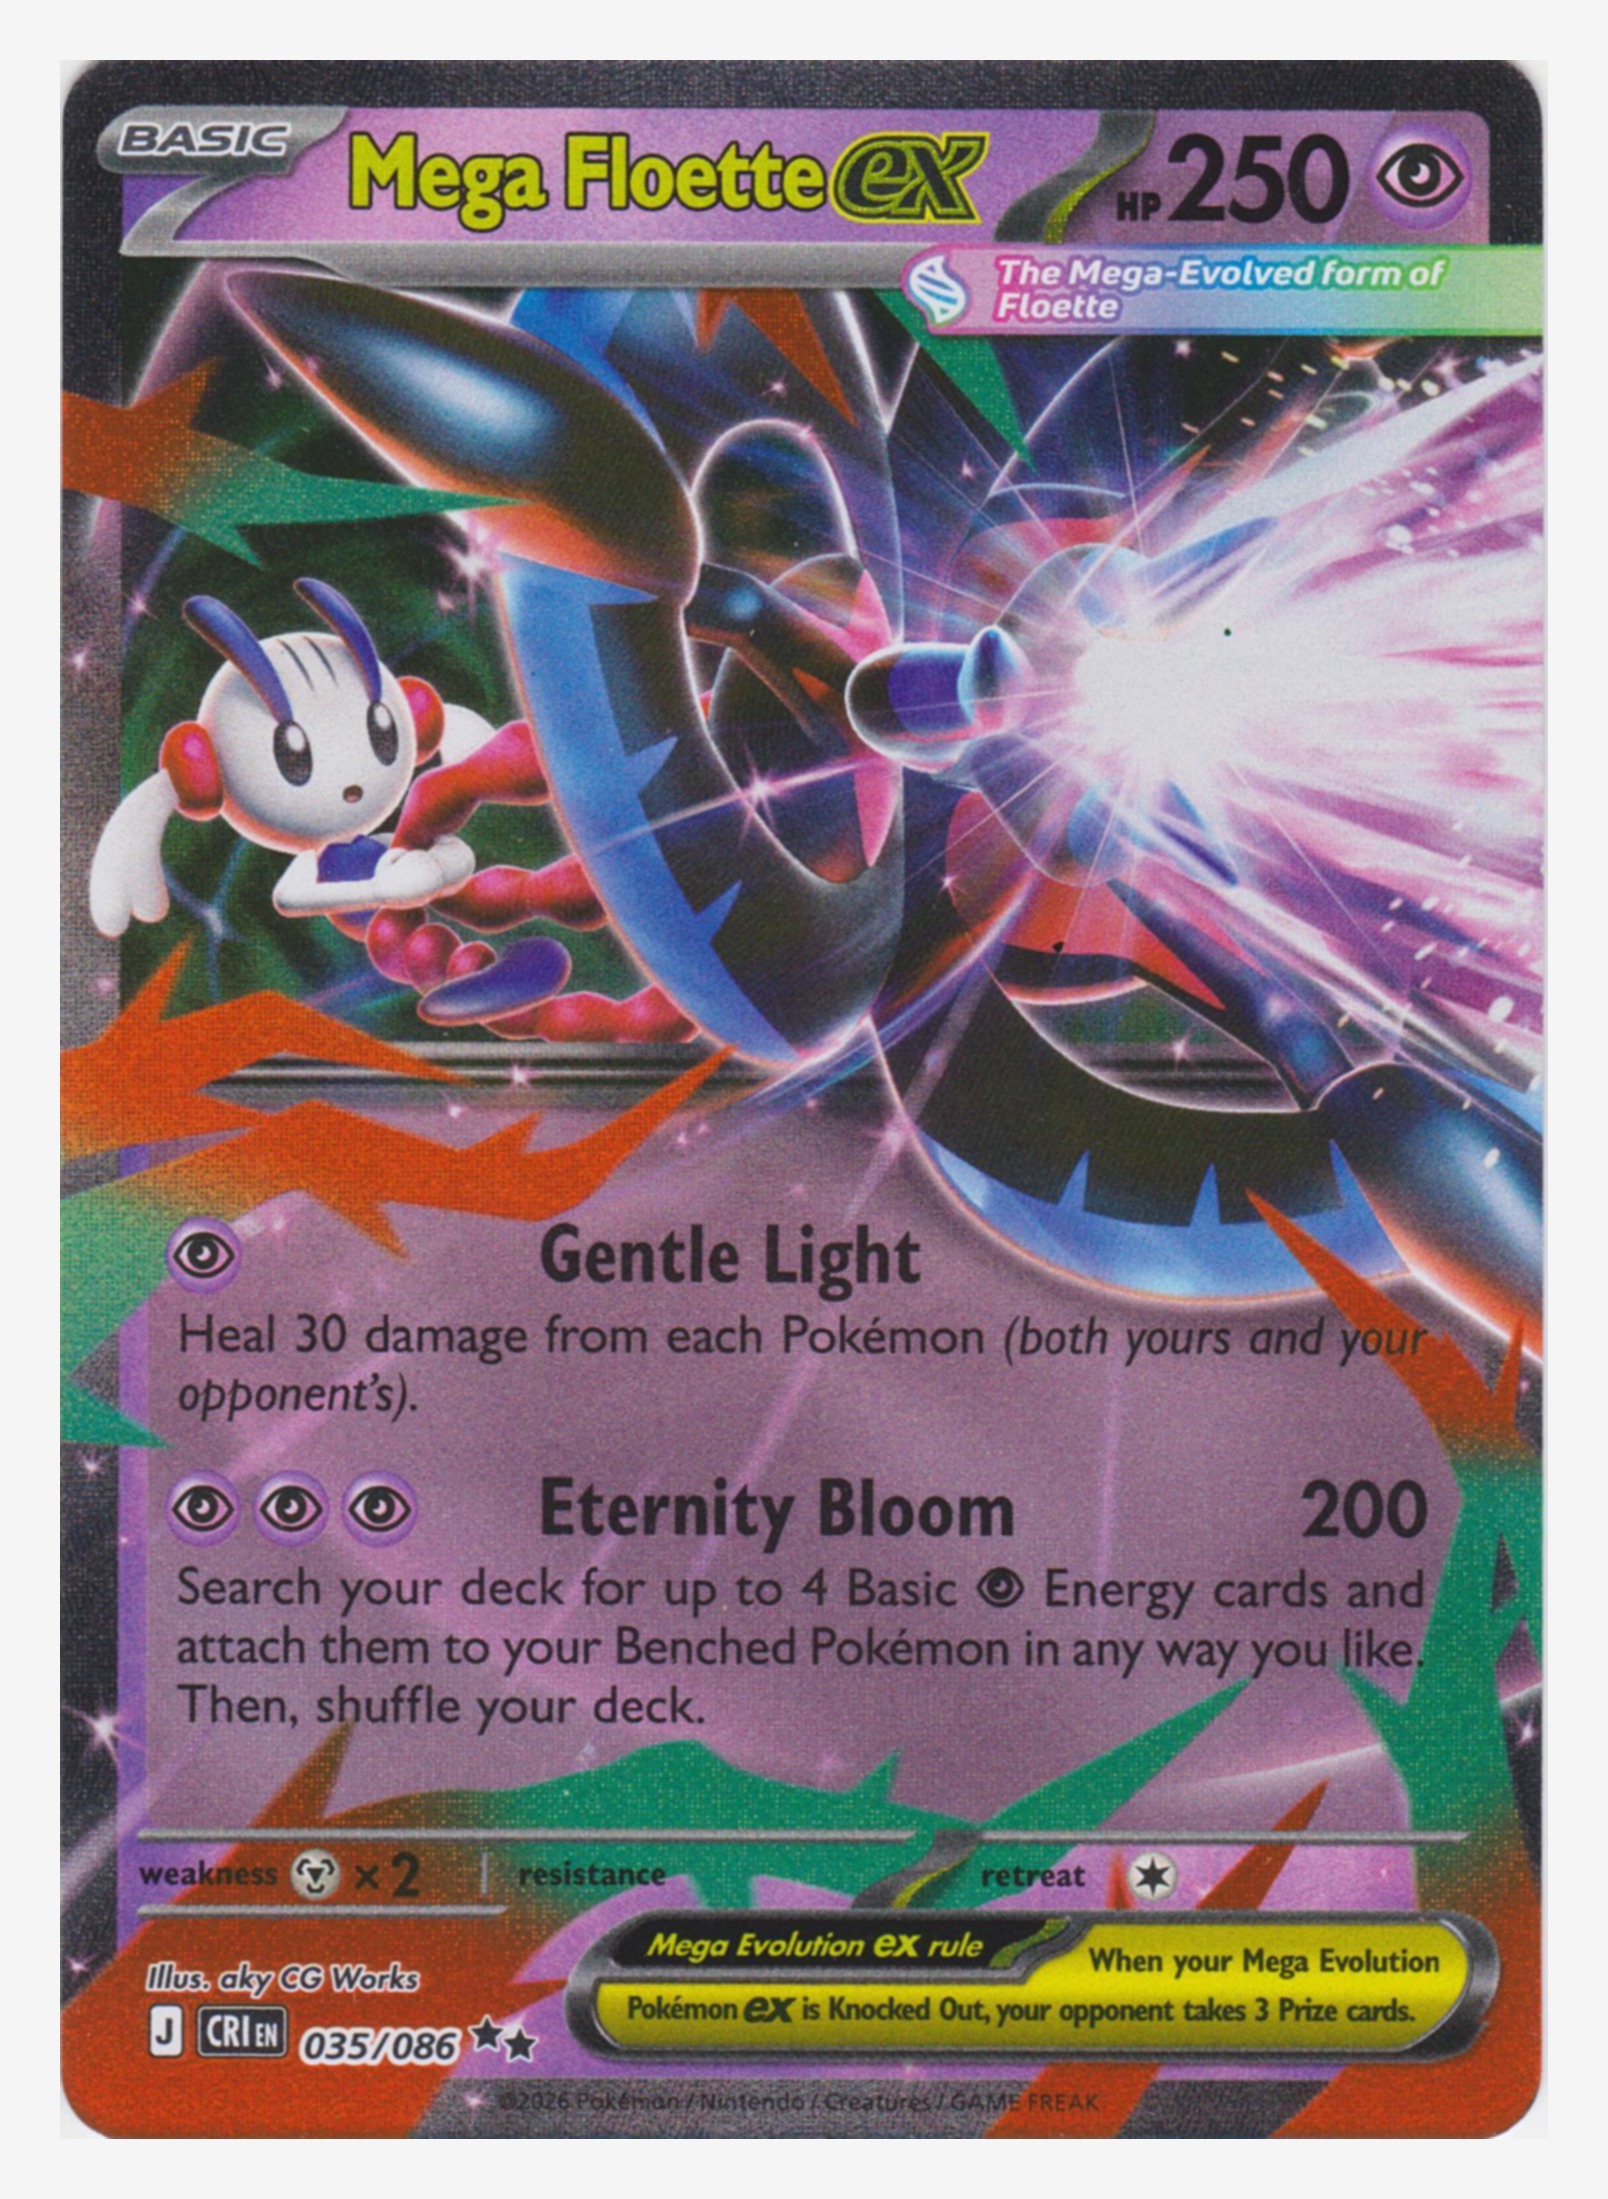 BASIC
Mega Floette ex
HP 250
The Mega-Evolved form of
Floette
Gentle Light
Heal 30 damage from each Pokémon (both yours and your
opponent's).
Eternity Bloom 200
Search your deck for up to 4 Basic Energy cards and
attach them to your Benched Pokémon in any way you like.
Then, shuffle your deck.
weakness ×2 resistance retreat
Mega Evolution ex rule When your Mega Evolution
Pokémon ex is Knocked Out, your opponent takes 3 Prize cards.
Illus. aky CG Works
J CRI EN 035/086
©2026 Pokémon / Nintendo / Creatures / GAME FREAK